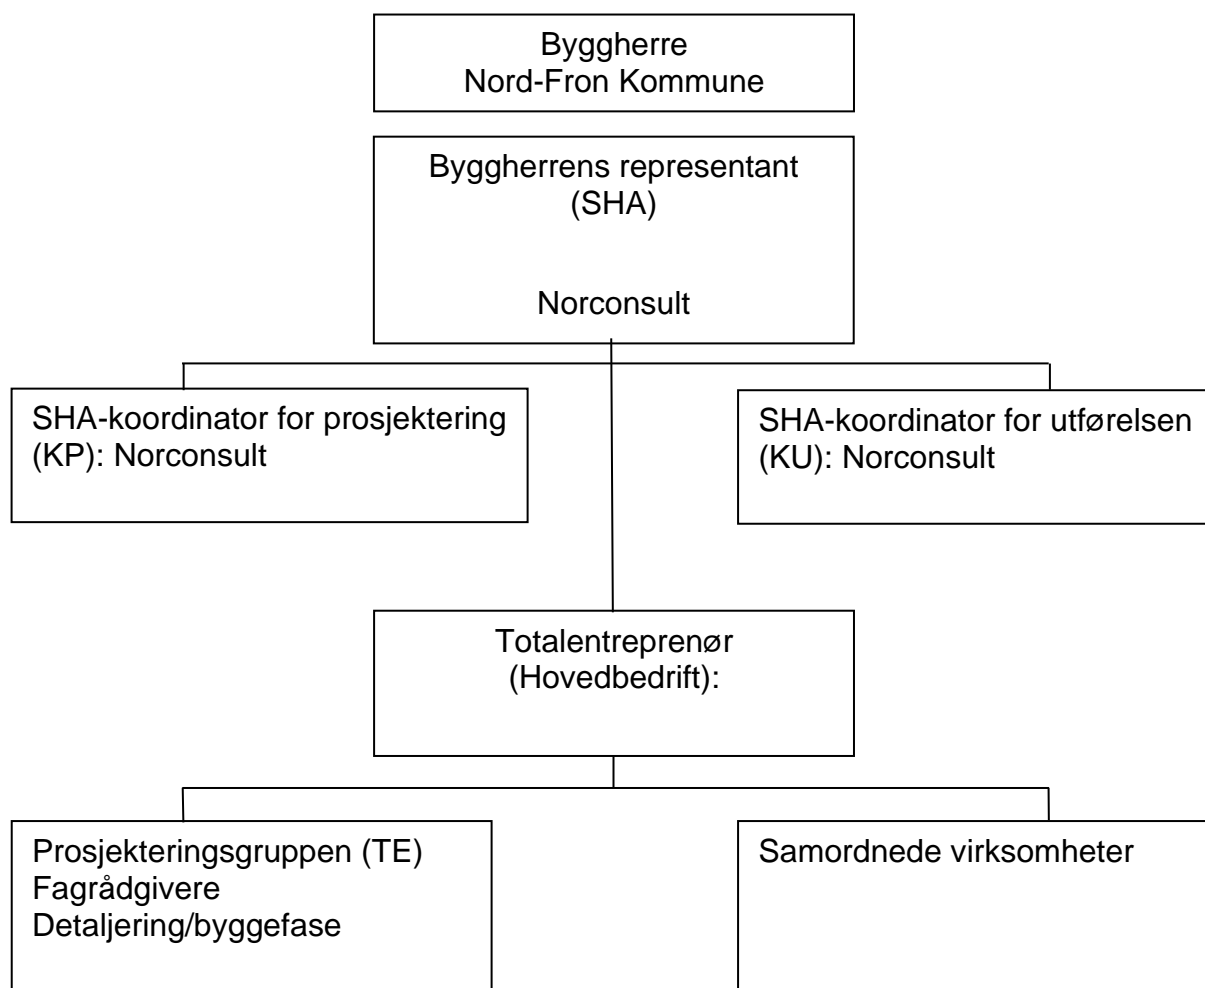 Byggherre
Nord-Fron Kommune
Byggherrens representant
(SHA)
Norconsult
SHA-koordinator for prosjektering
(KP): Norconsult
SHA-koordinator for utførelsen
(KU): Norconsult
Totalentreprenør
(Hovedbedrift):
Prosjekteringsgruppen (TE)
Fagrådgivere
Detaljering/byggefase
Samordnede virksomheter